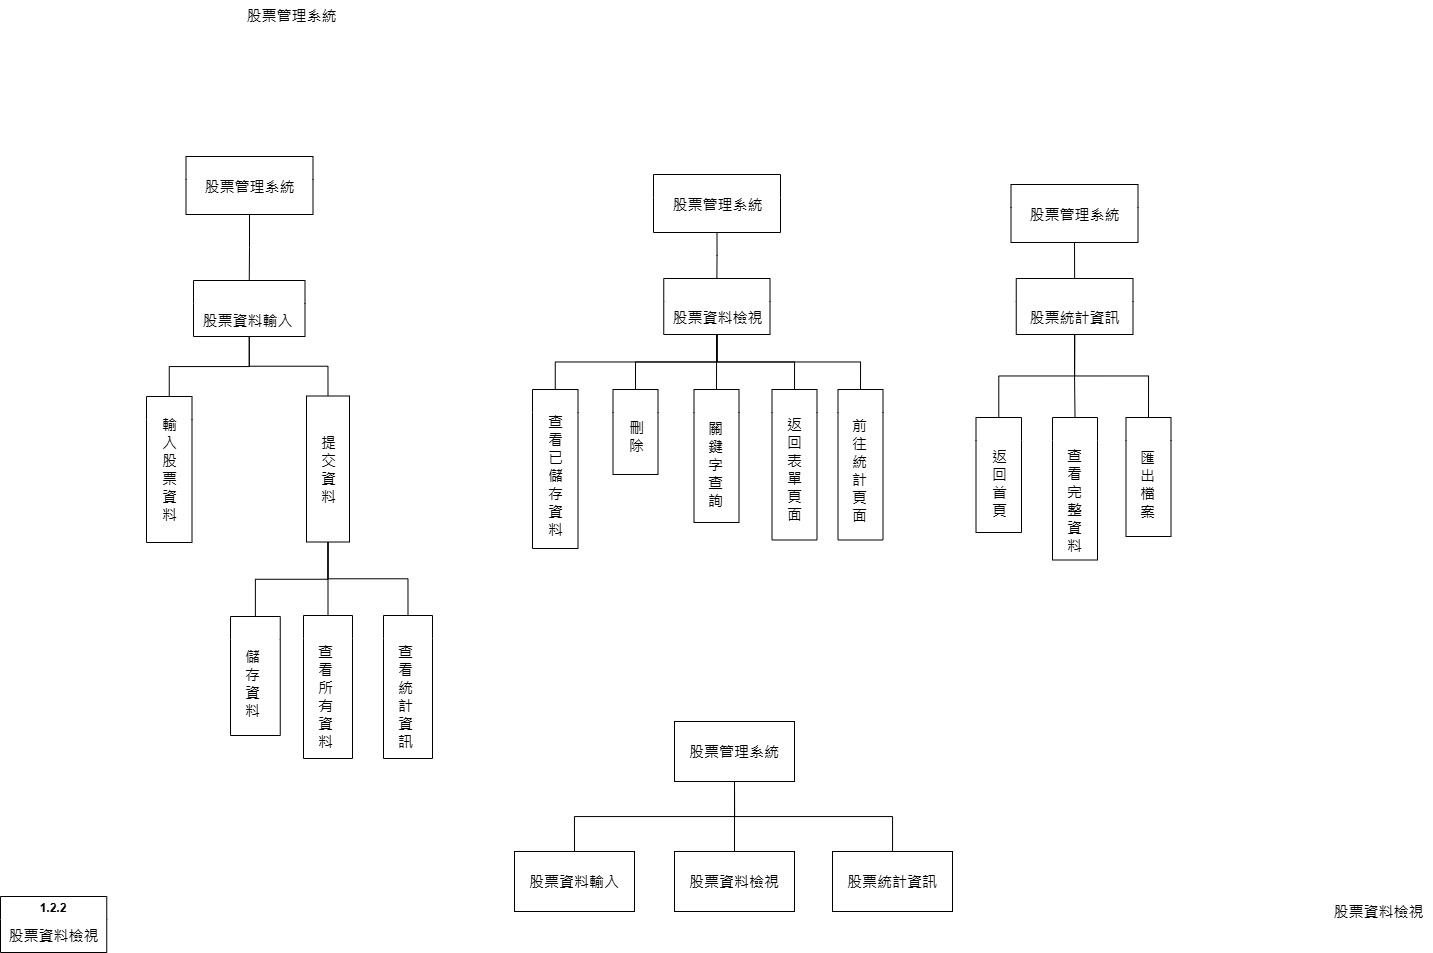 股票管理系統
股票管理系統
股票資料輸入
輸入股票資料
提交資料
儲存資料
查看所有資料
查看統計資訊
股票管理系統
股票資料檢視
查看已儲存資料
刪除
關鍵字查詢
返回表單頁面
前往統計頁面
股票管理系統
股票統計資訊
返回首頁
查看完整資料
匯出檔案
股票管理系統
股票資料輸入
股票資料檢視
股票統計資訊
1.2.2
股票資料檢視
股票資料檢視